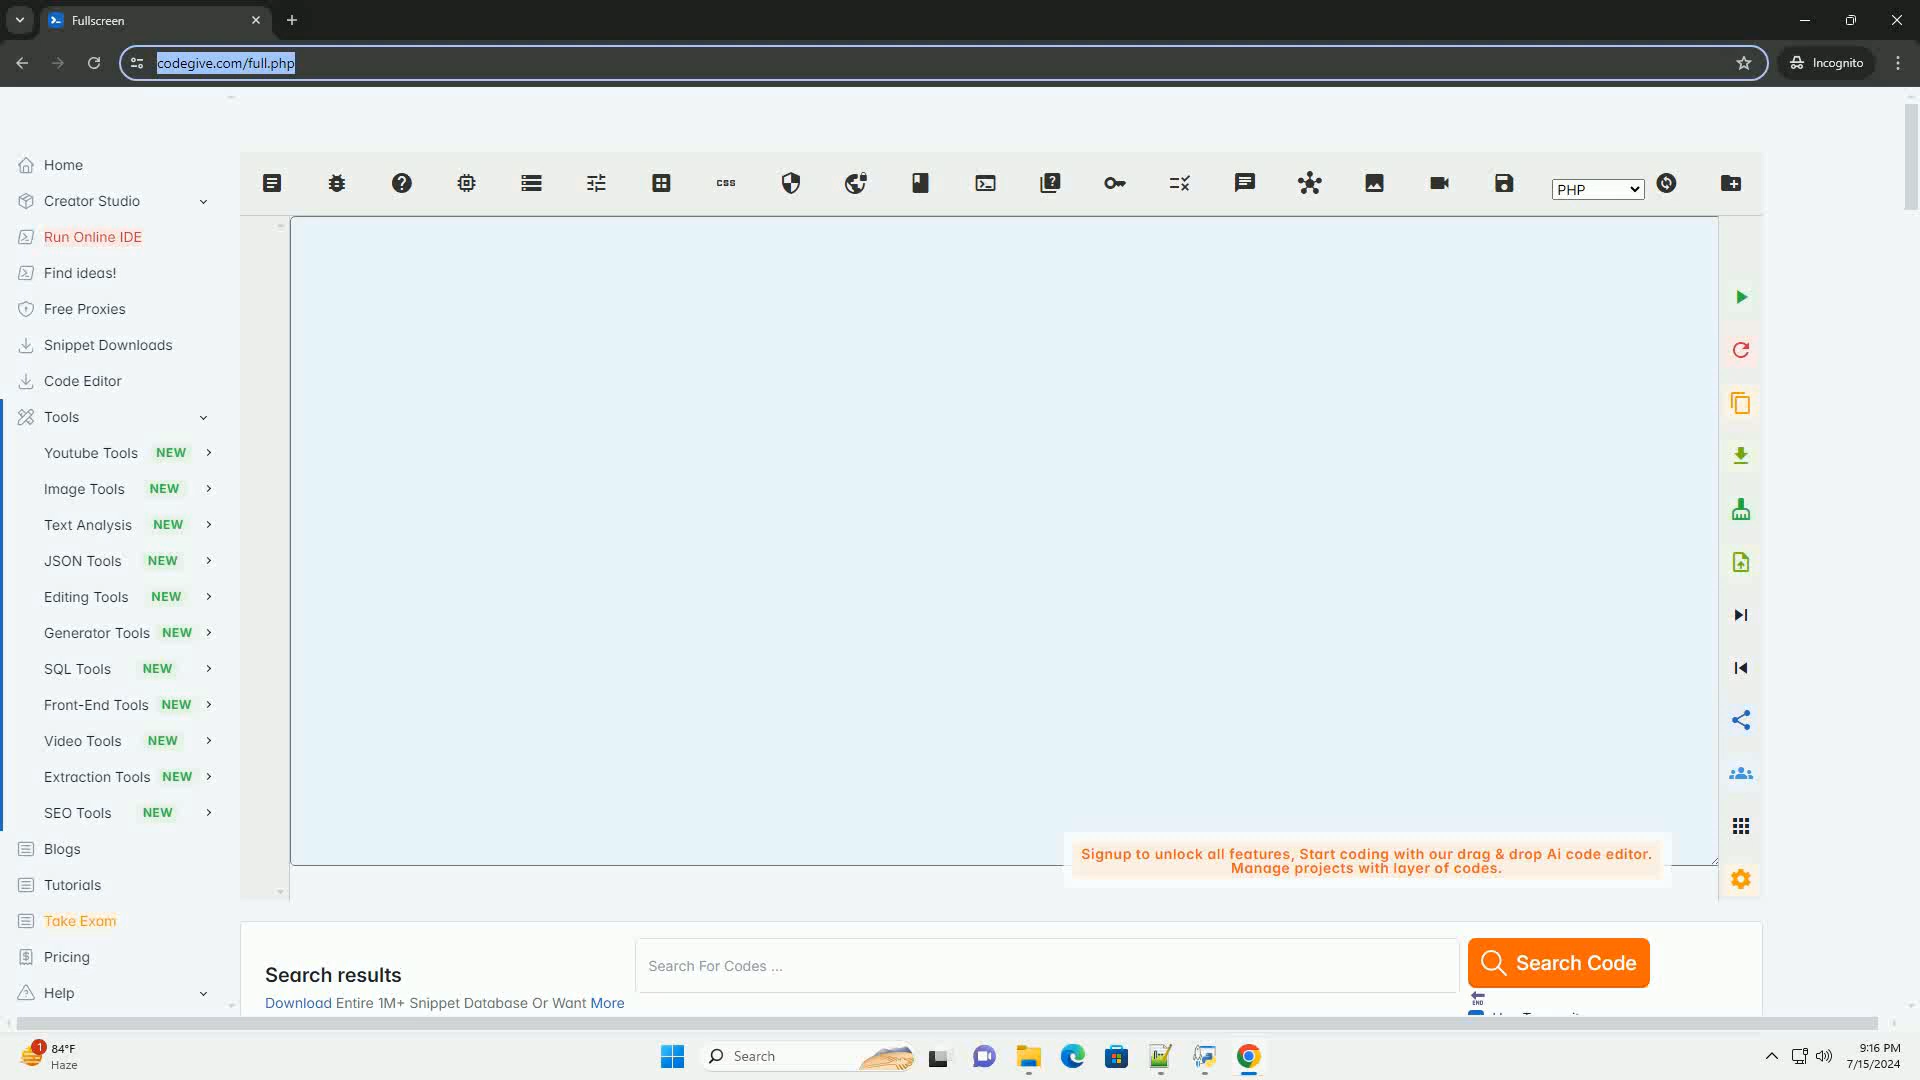 Fullscreen
codegive.com/full.php
Incognito
Home
Creator Studio
Run Online IDE
Find ideas!
Free Proxies
Snippet Downloads
Code Editor
Tools
Youtube Tools NEW
Image Tools NEW
Text Analysis NEW
JSON Tools NEW
Editing Tools NEW
Generator Tools NEW
SQL Tools NEW
Front-End Tools NEW
Video Tools NEW
Extraction Tools NEW
SEO Tools NEW
Blogs
Tutorials
Take Exam
Pricing
Help
css
PHP
Signup to unlock all features, Start coding with our drag & drop Ai code editor.
Manage projects with layer of codes.
Search results
Download Entire 1M+ Snippet Database Or Want More
Search For Codes ...
Search Code
END
1
84°F
Haze
Search
9:16 PM
7/15/2024